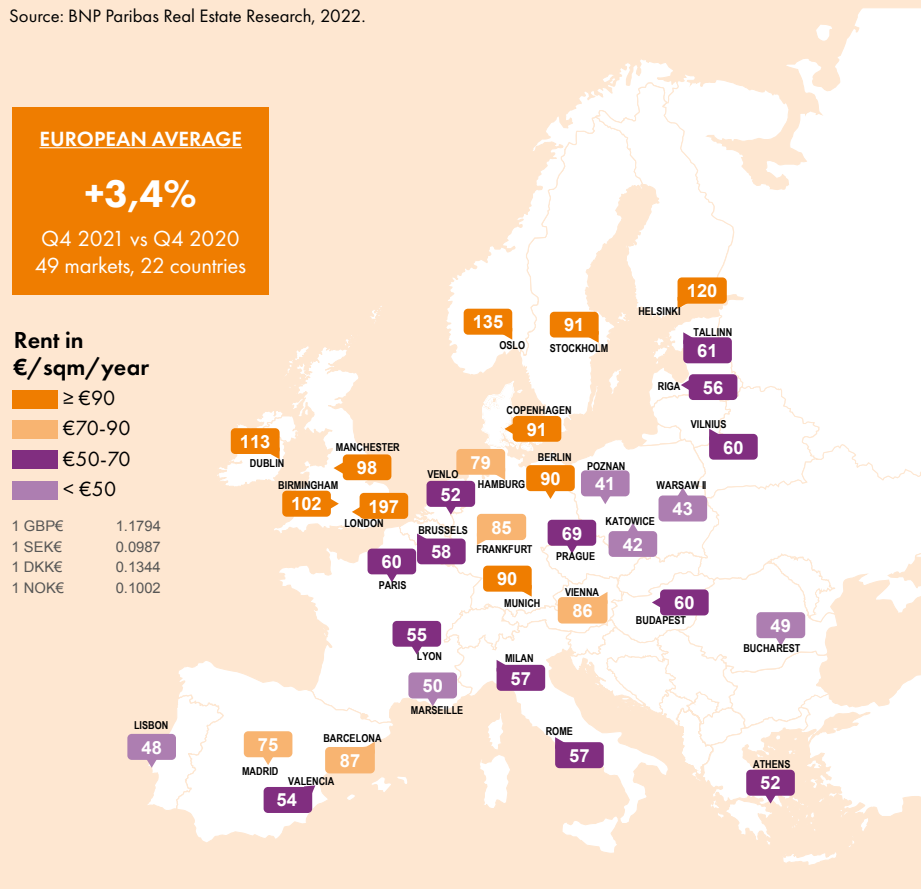 Source: BNP Paribas Real Estate Research, 2022.
EUROPEAN AVERAGE
+3,4%
Q4 2021 vs Q4 2020
49 markets, 22 countries
Rent in
€/sqm/year
≥ €90
€70-90
€50-70
< €50
1 GBP€ 1.1794
1 SEK€ 0.0987
1 DKK€ 0.1344
1 NOK€ 0.1002
120
HELSINKI
135
OSLO
91
STOCKHOLM
TALLINN
61
RIGA 56
COPENHAGEN
91
VILNIUS
60
113
DUBLIN
MANCHESTER
98
BIRMINGHAM
102
197
LONDON
VENLO
52
79
HAMBURG
BERLIN
90
POZNAN
41
WARSAW II
43
BRUSSELS
58
85
FRANKFURT
69
PRAGUE
KATOWICE
42
60
PARIS
90
MUNICH
VIENNA
86
60
BUDAPEST
49
BUCHAREST
55
LYON
MILAN
57
50
MARSEILLE
LISBON
48
75
MADRID
BARCELONA
87
VALENCIA
54
ROME
57
ATHENS
52